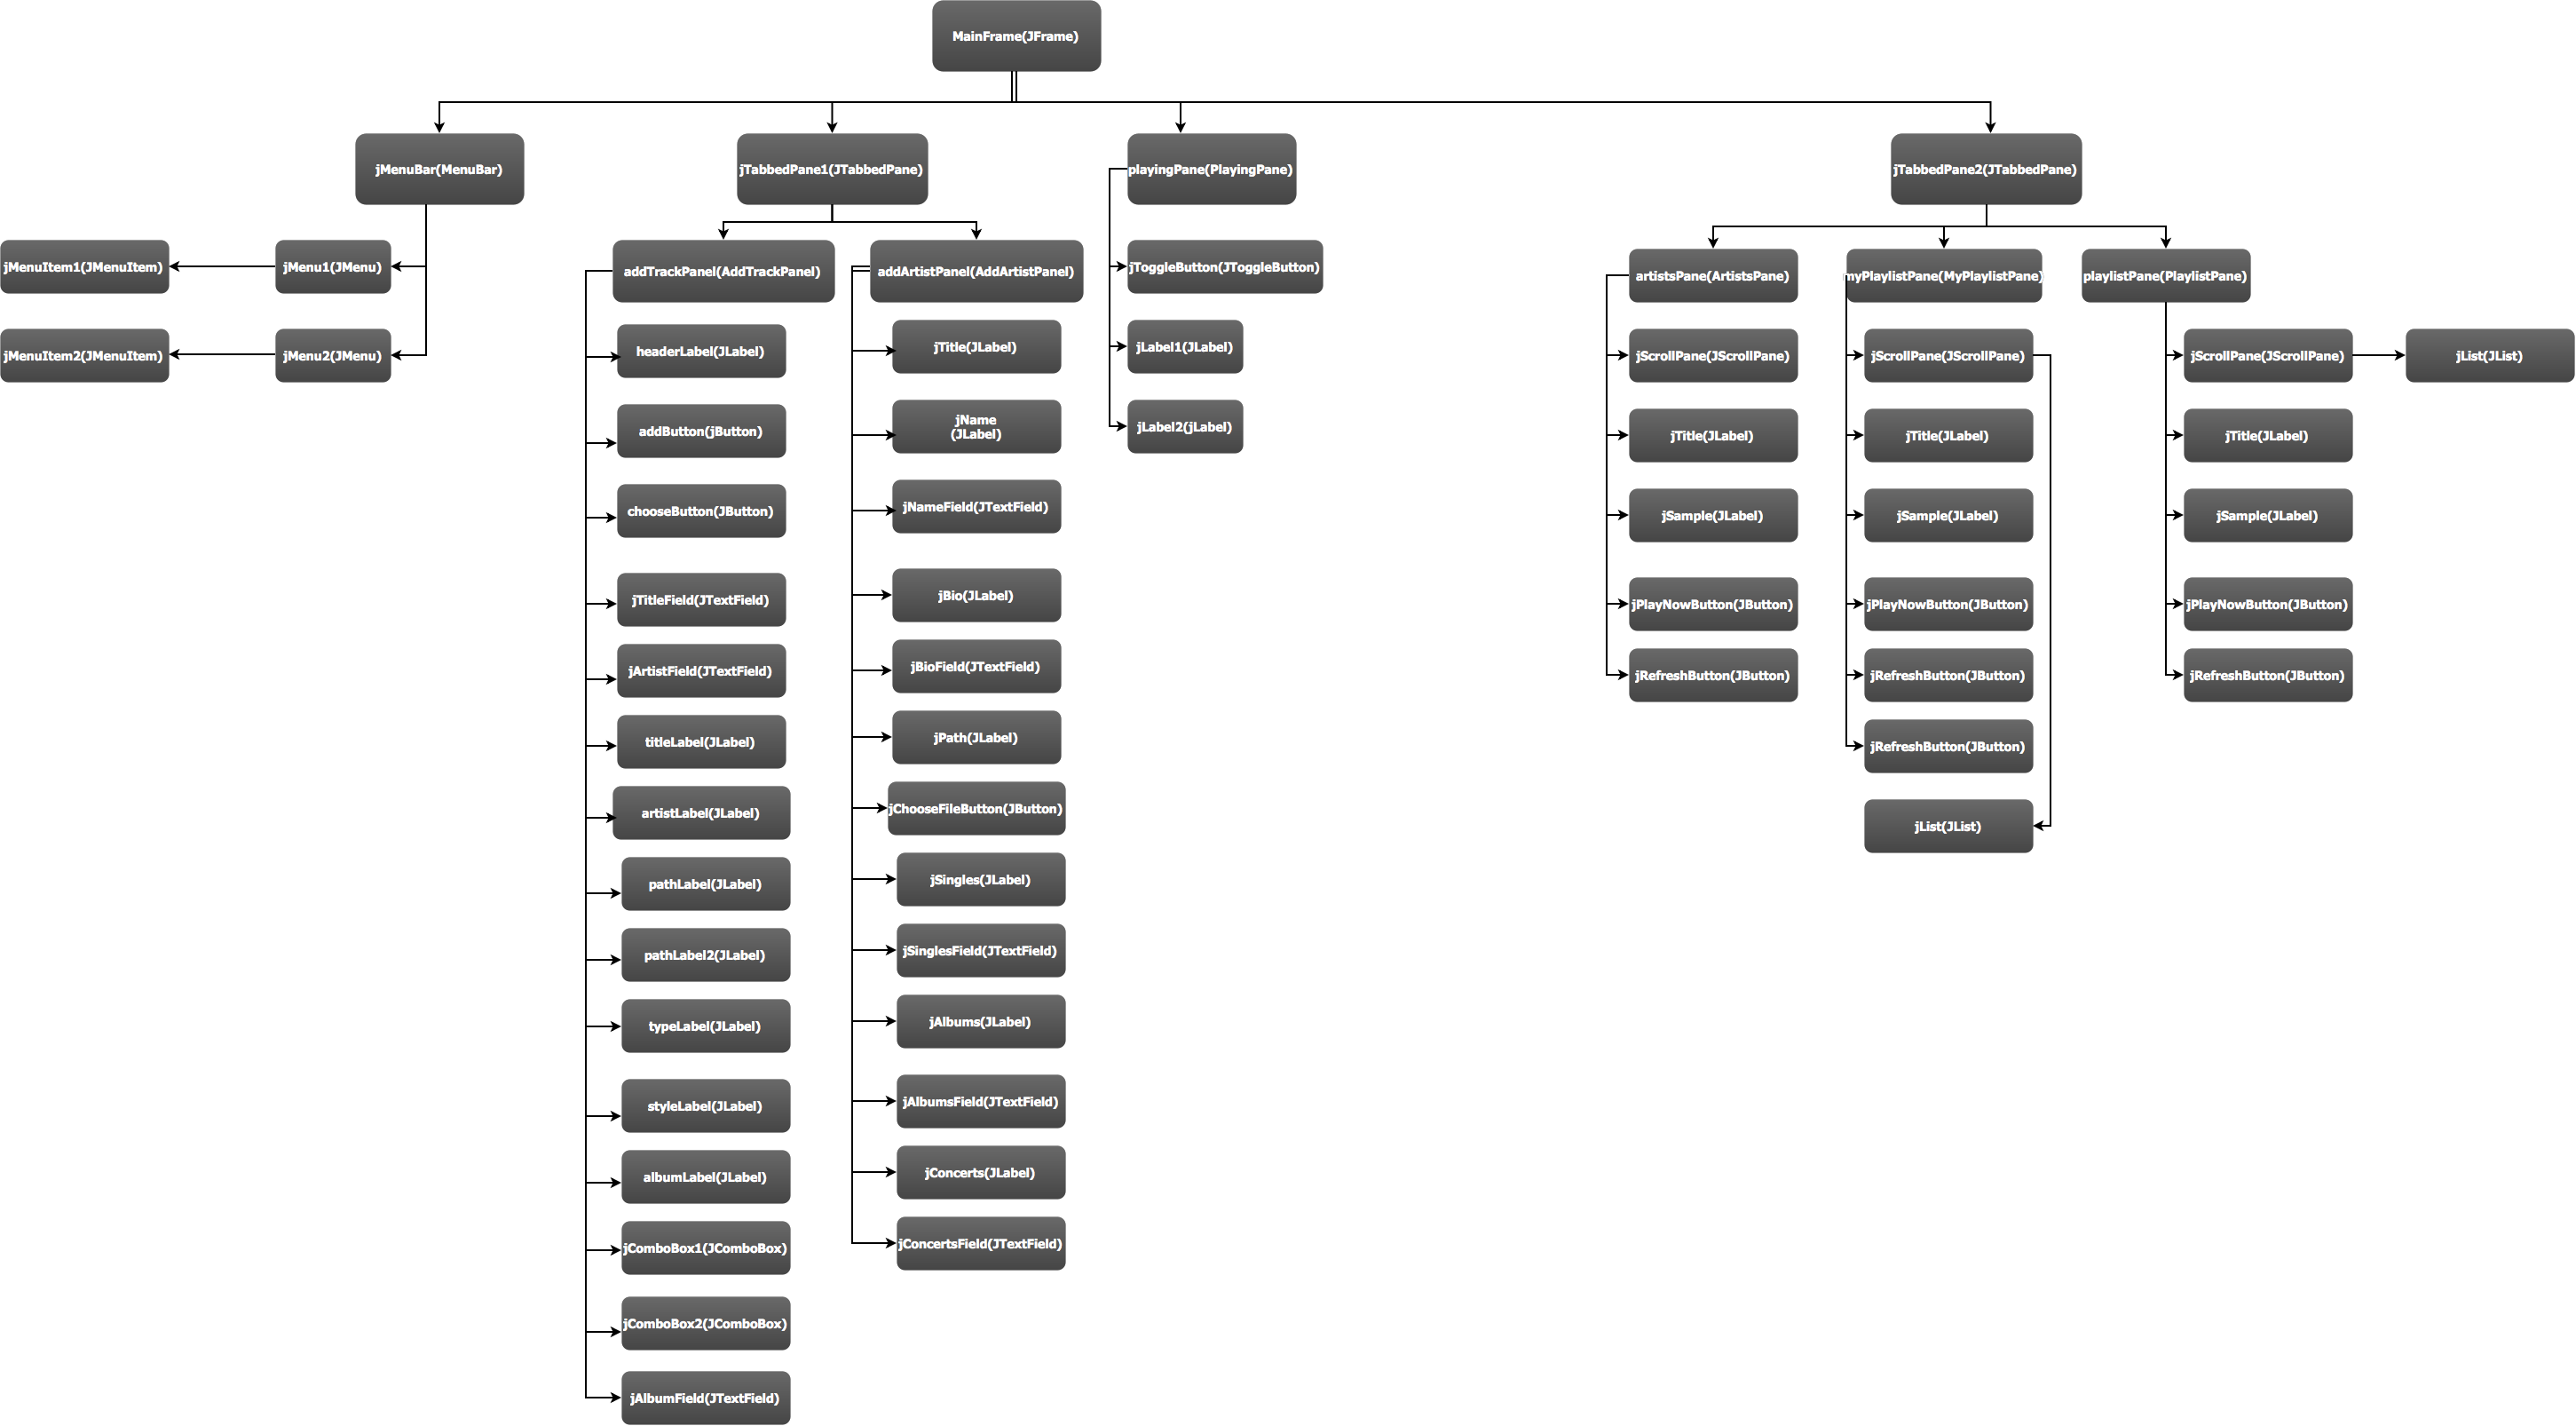 MainFrame(JFrame)
jMenuBar(MenuBar)
jTabbedPane1(JTabbedPane)
playingPane(PlayingPane)
jTabbedPane2(JTabbedPane)
jMenuItem1(JMenuItem)
jMenu1(JMenu)
jMenuItem2(JMenuItem)
jMenu2(JMenu)
addTrackPanel(AddTrackPanel)
headerLabel(JLabel)
addButton(jButton)
chooseButton(JButton)
jTitleField(JTextField)
jArtistField(JTextField)
titleLabel(JLabel)
artistLabel(JLabel)
pathLabel(JLabel)
pathLabel2(JLabel)
typeLabel(JLabel)
styleLabel(JLabel)
albumLabel(JLabel)
jComboBox1(JComboBox)
jComboBox2(JComboBox)
jAlbumField(JTextField)
addArtistPanel(AddArtistPanel)
jTitle(JLabel)
jName
(JLabel)
jNameField(JTextField)
jBio(JLabel)
jBioField(JTextField)
jPath(JLabel)
jChooseFileButton(JButton)
jSingles(JLabel)
jSinglesField(JTextField)
jAlbums(JLabel)
jAlbumsField(JTextField)
jConcerts(JLabel)
jConcertsField(JTextField)
jToggleButton(JToggleButton)
jLabel1(JLabel)
jLabel2(jLabel)
artistsPane(ArtistsPane)
jScrollPane(JScrollPane)
jTitle(JLabel)
jSample(JLabel)
jPlayNowButton(JButton)
jRefreshButton(JButton)
myPlaylistPane(MyPlaylistPane)
jScrollPane(JScrollPane)
jTitle(JLabel)
jSample(JLabel)
jPlayNowButton(JButton)
jRefreshButton(JButton)
jRefreshButton(JButton)
jList(JList)
playlistPane(PlaylistPane)
jScrollPane(JScrollPane)
jList(JList)
jTitle(JLabel)
jSample(JLabel)
jPlayNowButton(JButton)
jRefreshButton(JButton)